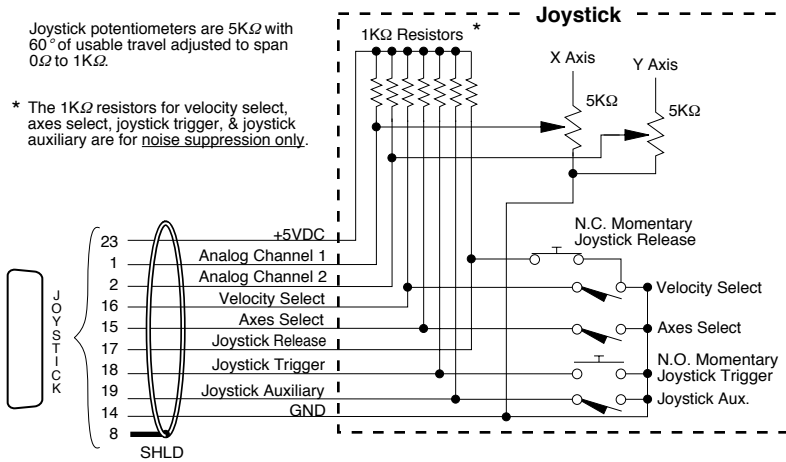 Joystick
Joystick potentiometers are 5KΩ with
60° of usable travel adjusted to span
0Ω to 1KΩ.
* The 1KΩ resistors for velocity select,
axes select, joystick trigger, & joystick
auxiliary are for noise suppression only.
1KΩ Resistors *
X Axis
Y Axis
5KΩ
5KΩ
N.C. Momentary
Joystick Release
JOYSTICK
23 +5VDC
1 Analog Channel 1
2 Analog Channel 2
16 Velocity Select
15 Axes Select
17 Joystick Release
18 Joystick Trigger
19 Joystick Auxiliary
14 GND
8
SHLD
Velocity Select
Axes Select
N.O. Momentary
Joystick Trigger
Joystick Aux.